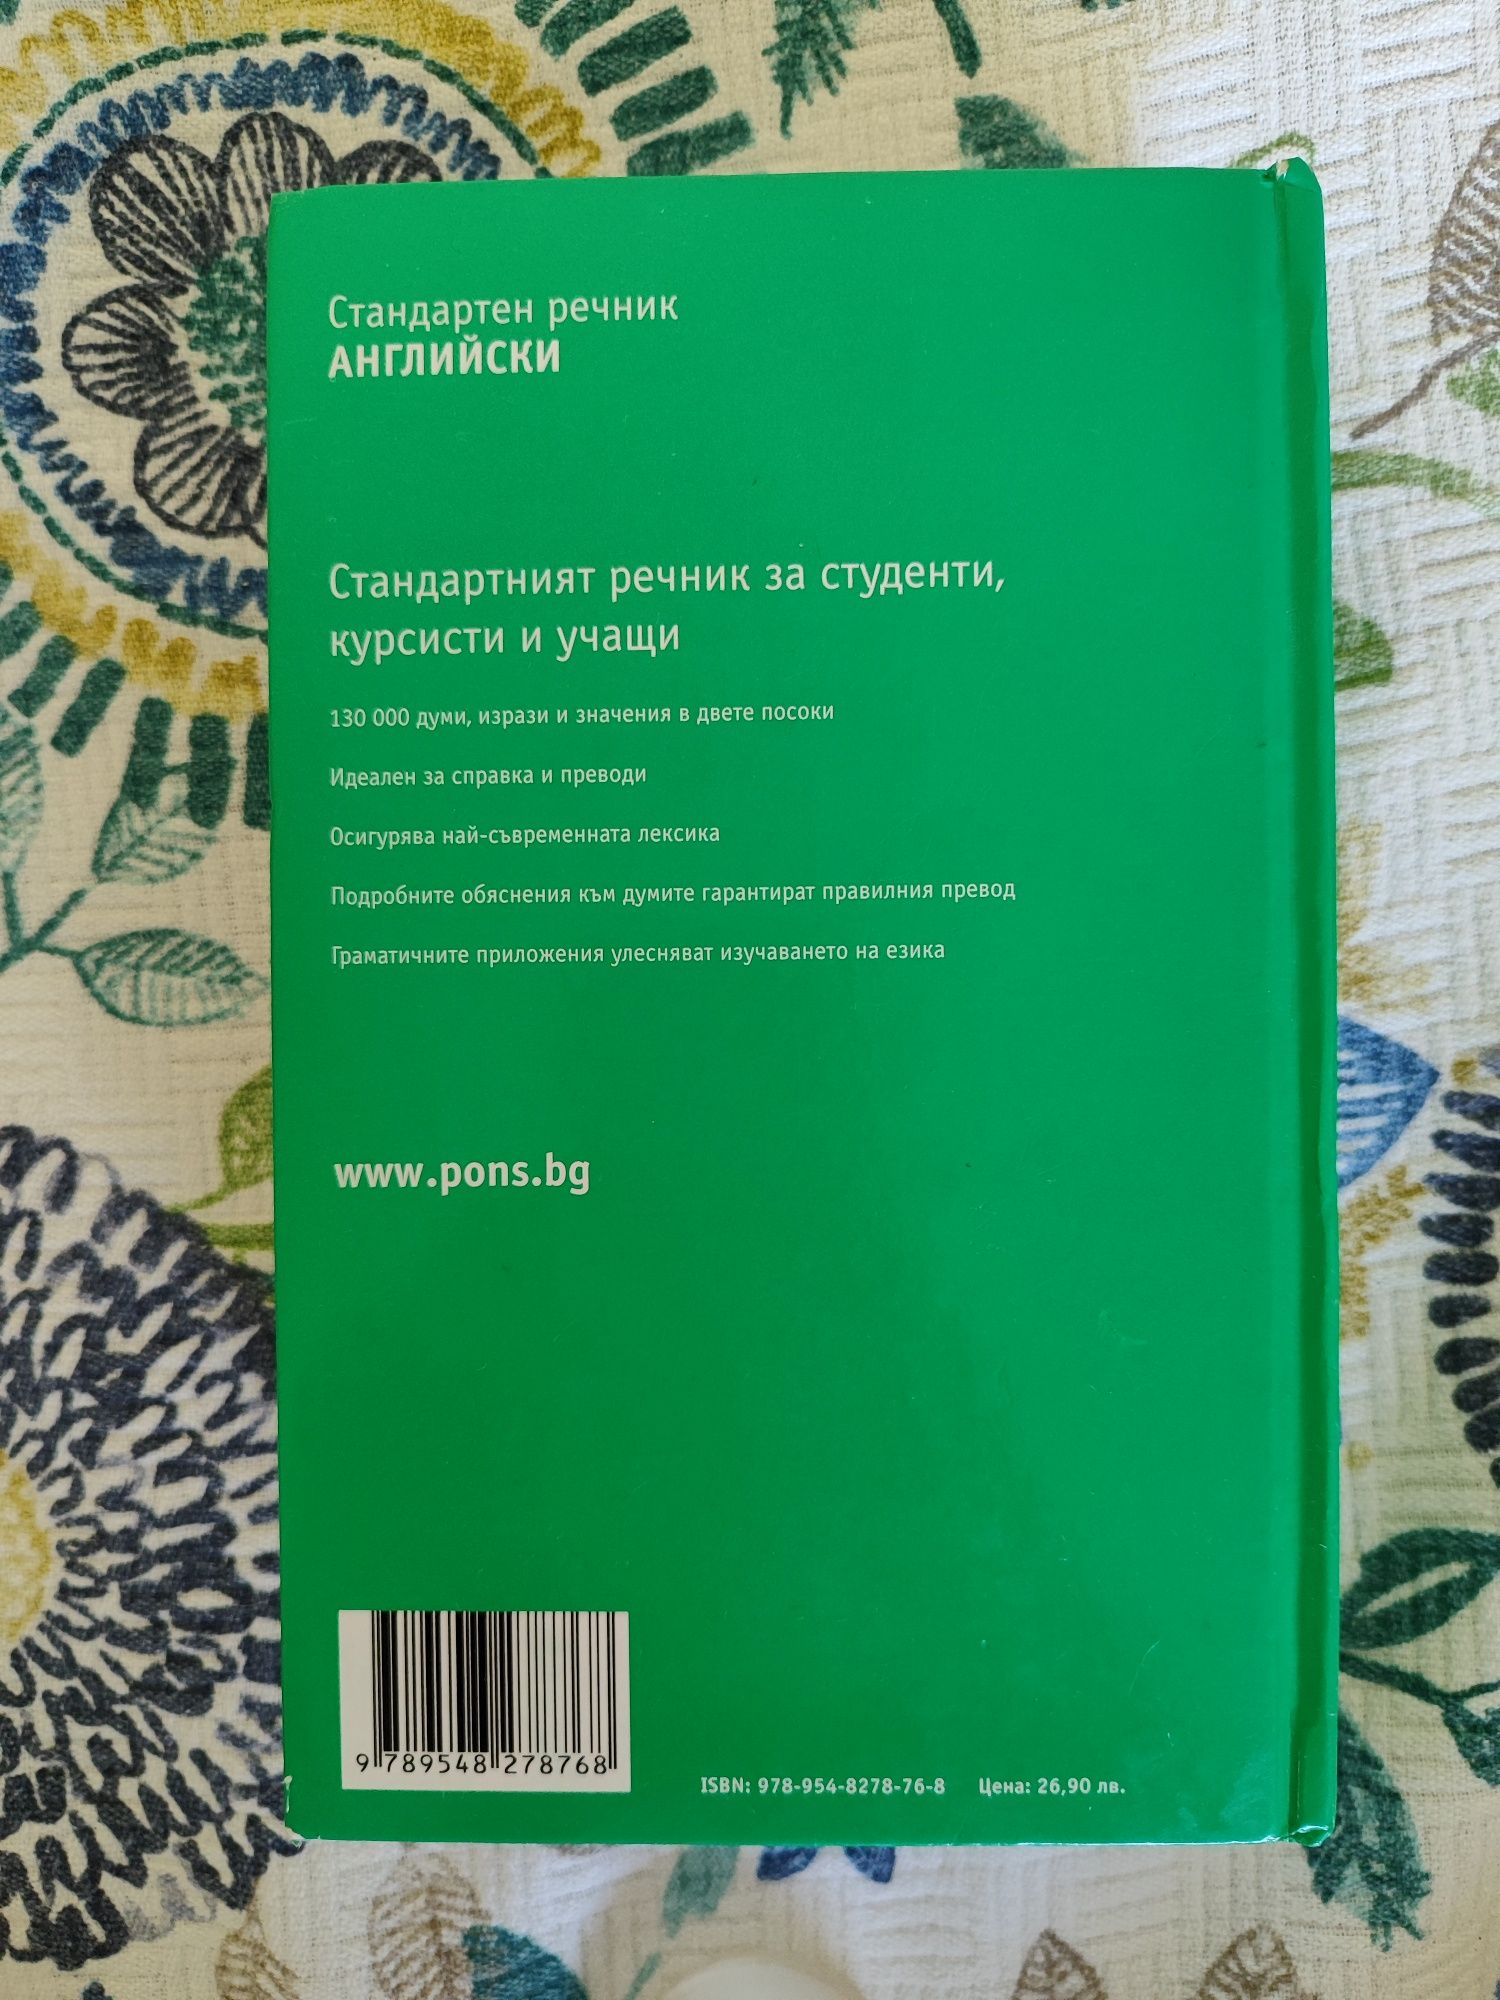 Стандартен речник
АНГЛИЙСКИ
Стандартният речник за студенти,
курсисти и учащи
130 000 думи, изрази и значения в двете посоки
Идеален за справка и преводи
Осигурява най-съвременната лексика
Подробните обяснения към думите гарантират правилния превод
Граматичните приложения улесняват изучаването на езика
www.pons.bg
9 789548 278768
ISBN: 978-954-8278-76-8 Цена: 26,90 лв.